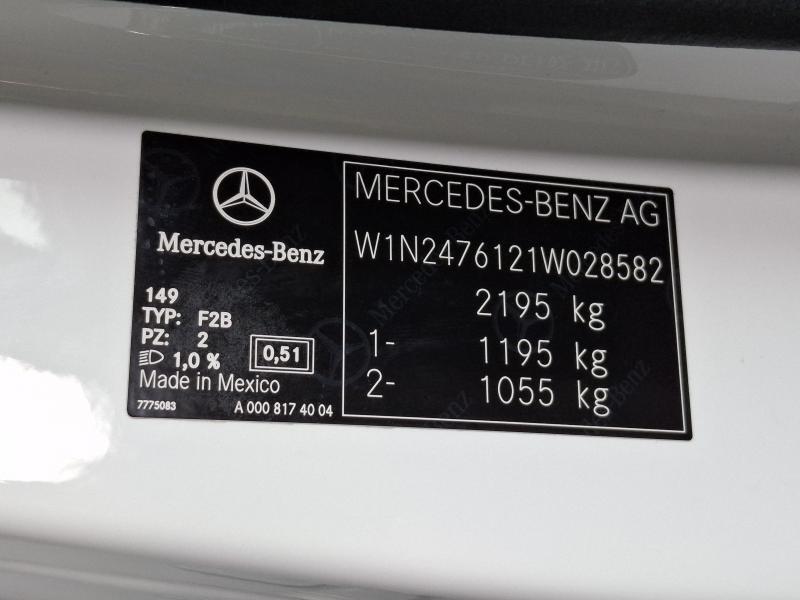 Mercedes-Benz
149
TYP: F2B
PZ: 2
1,0 %
0,51
Made in Mexico
7775083
A 000 817 40 04
MERCEDES-BENZ AG
W1N2476121W028582
2195 kg
1- 1195 kg
2- 1055 kg